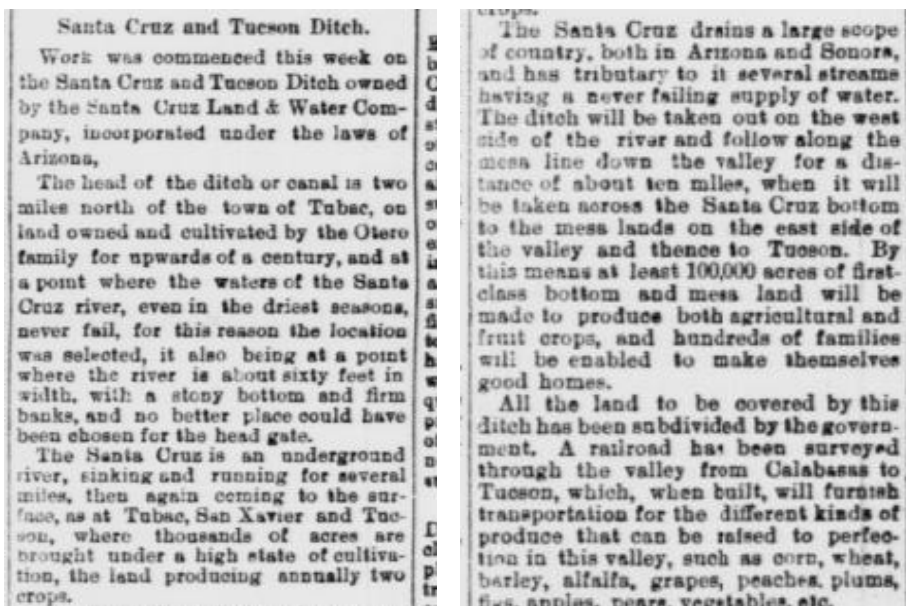 Santa Cruz and Tucson Ditch.
Work was commenced this week on
the Santa Cruz and Tucson Ditch owned
by the Santa Cruz Land & Water Com-
pany, incorporated under the laws of
Arizona,
The head of the ditch or canal is two
miles north of the town of Tubac, on
land owned and cultivated by the Otero
family for upwards of a century, and at
a point where the waters of the Santa
Cruz river, even in the driest seasons,
never fail, for this reason the location
was selected, it also being at a point
where the river is about sixty feet in
width, with a stony bottom and firm
banks, and no better place could have
been chosen for the head gate.
The Santa Cruz is an underground
river, sinking and running for several
miles, then again coming to the sur-
face, as at Tubac, San Xavier and Tuc-
son, where thousands of acres are
brought under a high state of cultiva-
tion, the land producing annually two
crops.
crops.
The Santa Cruz drains a large scope
of country, both in Arizona and Sonora,
and has tributary to it several streams
having a never failing supply of water.
The ditch will be taken out on the west
side of the river and follow along the
mesa line down the valley for a dis-
tance of about ten miles, when it will
be taken across the Santa Cruz bottom
to the mesa lands on the east side of
the valley and thence to Tucson. By
this means at least 100,000 acres of first-
class bottom and mesa land will be
made to produce both agricultural and
fruit crops, and hundreds of families
will be enabled to make themselves
good homes.
All the land to be covered by this
ditch has been subdivided by the govern-
ment. A railroad has been surveyed
through the valley from Calabasas to
Tucson, which, when built, will furnish
transportation for the different kinds of
produce that can be raised to perfec-
tion in this valley, such as corn, wheat,
barley, alfalfa, grapes, peaches, plums,
figs, apples, pears, vegetables, etc.